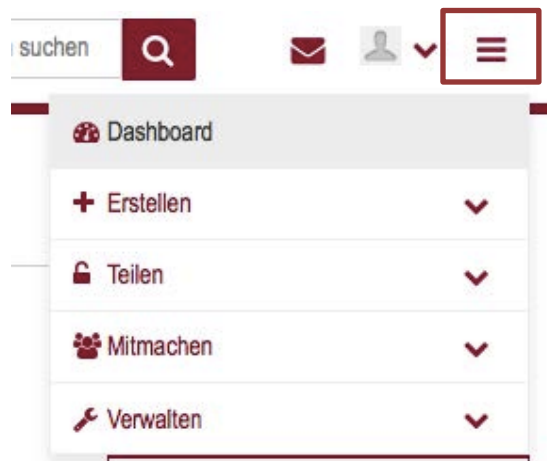 suchen
Dashboard
Erstellen
Teilen
Mitmachen
Verwalten